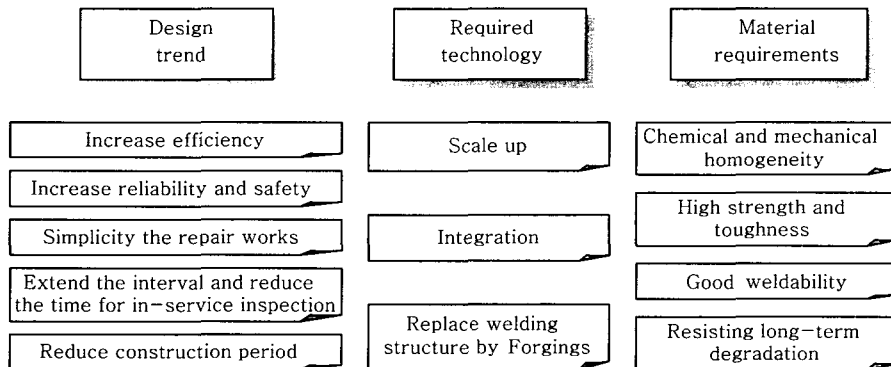 Design
trend
Required
technology
Material
requirements
Increase efficiency
Increase reliability and safety
Simplicity the repair works
Extend the interval and reduce
the time for in-service inspection
Reduce construction period
Scale up
Integration
Replace welding
structure by Forgings
Chemical and mechanical
homogeneity
High strength and
toughness
Good weldability
Resisting long-term
degradation